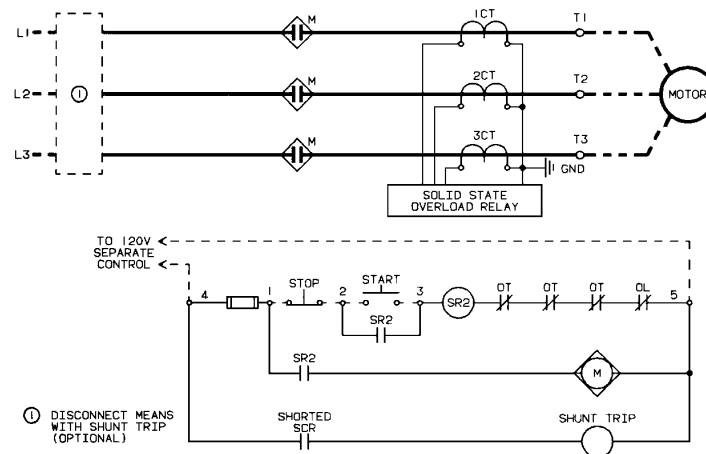 L1 M 1CT T1
L2 1 M 2CT T2 MOTOR
L3 M 3CT T3
GND
SOLID STATE
OVERLOAD RELAY
TO 120V
SEPARATE
CONTROL
4 1 STOP 2 START 3 SR2 OT OT OT OL 5
SR2
SR2 M
1 DISCONNECT MEANS
WITH SHUNT TRIP
(OPTIONAL)
SHORTED
SCR
SHUNT TRIP